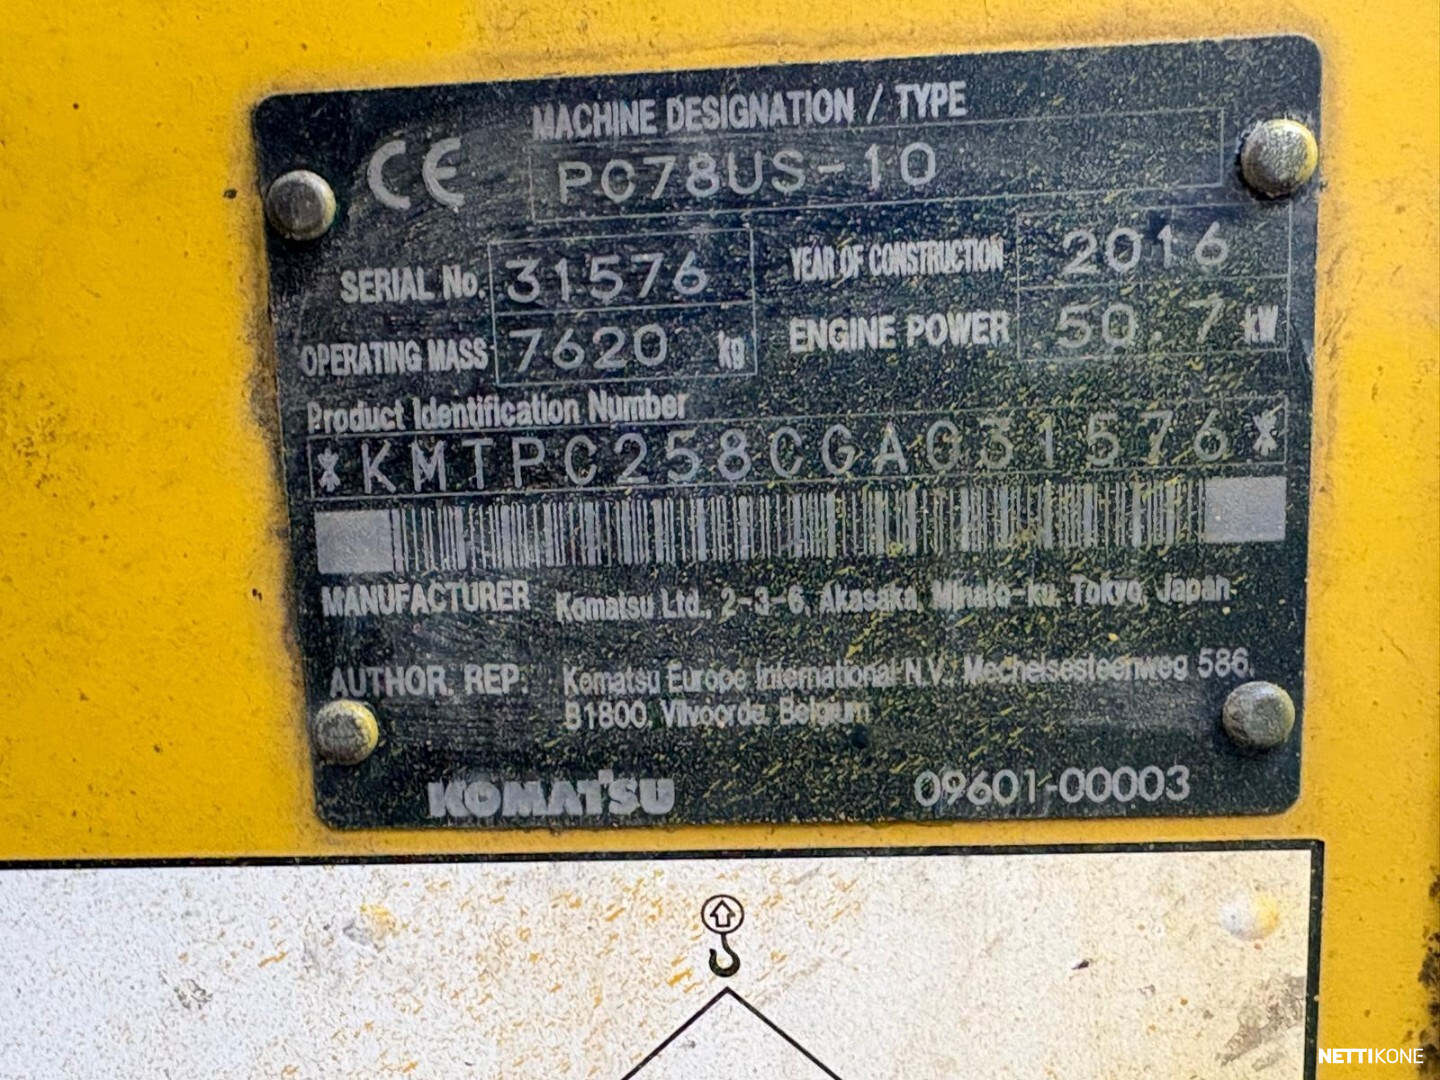 MACHINE DESIGNATION / TYPE
CE PC78US-10
SERIAL No. 31576 YEAR OF CONSTRUCTION 2016
OPERATING MASS 7620 kg ENGINE POWER 50.7 kW
Product Identification Number
*KMTPC258CGA031576*
MANUFACTURER Komatsu Ltd., 2-3-6, Akasaka, Minato-ku, Tokyo, Japan
AUTHOR. REP. Komatsu Europe International N.V., Mechelsesteenweg 586,
B1800, Vilvoorde, Belgium
KOMATSU 09601-00003
NETTIKONE